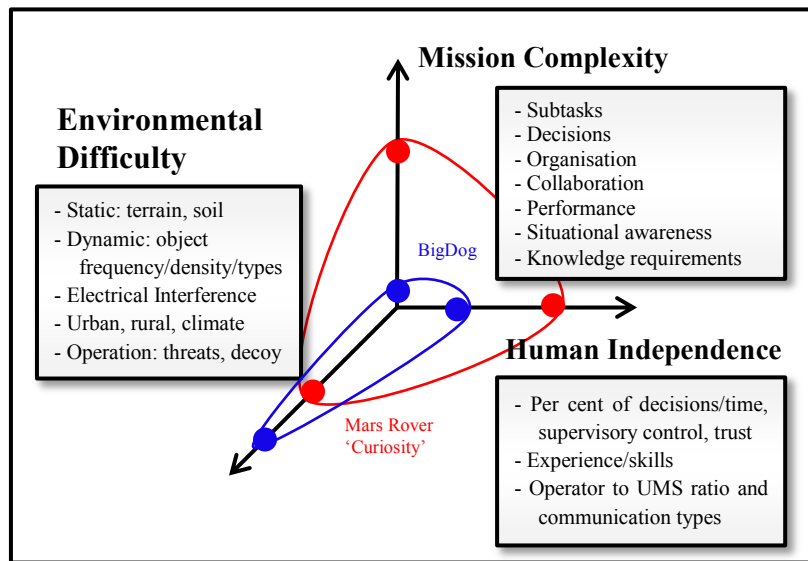 Mission Complexity
- Subtasks
- Decisions
- Organisation
- Collaboration
- Performance
- Situational awareness
- Knowledge requirements
Environmental
Difficulty
- Static: terrain, soil
- Dynamic: object
frequency/density/types
- Electrical Interference
- Urban, rural, climate
- Operation: threats, decoy
BigDog
Mars Rover
‘Curiosity’
Human Independence
- Per cent of decisions/time,
supervisory control, trust
- Experience/skills
- Operator to UMS ratio and
communication types